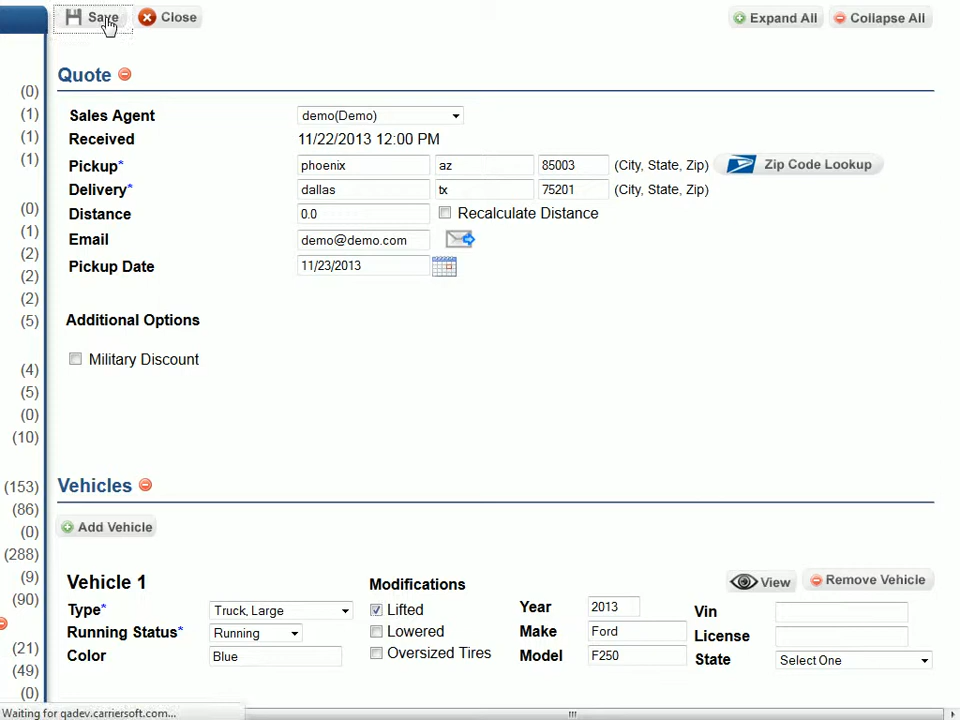 Save Close Expand All Collapse All
Quote
(0)
Sales Agent demo(Demo)
(1)
Received 11/22/2013 12:00 PM
(1)
Pickup* phoenix az 85003 (City, State, Zip) Zip Code Lookup
(1)
Delivery* dallas tx 75201 (City, State, Zip)
(0)
Distance 0.0 Recalculate Distance
(1)
Email demo@demo.com
(2)
Pickup Date 11/23/2013
(2)
(2)
(5)
Additional Options
Military Discount
(4)
(5)
(0)
(10)
(153)
Vehicles
(86)
(0)
Add Vehicle
(288)
(9)
Vehicle 1 Modifications View Remove Vehicle
(90)
Type* Truck, Large Lifted Year 2013 Vin
Running Status* Running Lowered Make Ford License
(21)
Color Blue Oversized Tires Model F250 State Select One
(49)
(0)
Waiting for qadev.carriersoft.com...